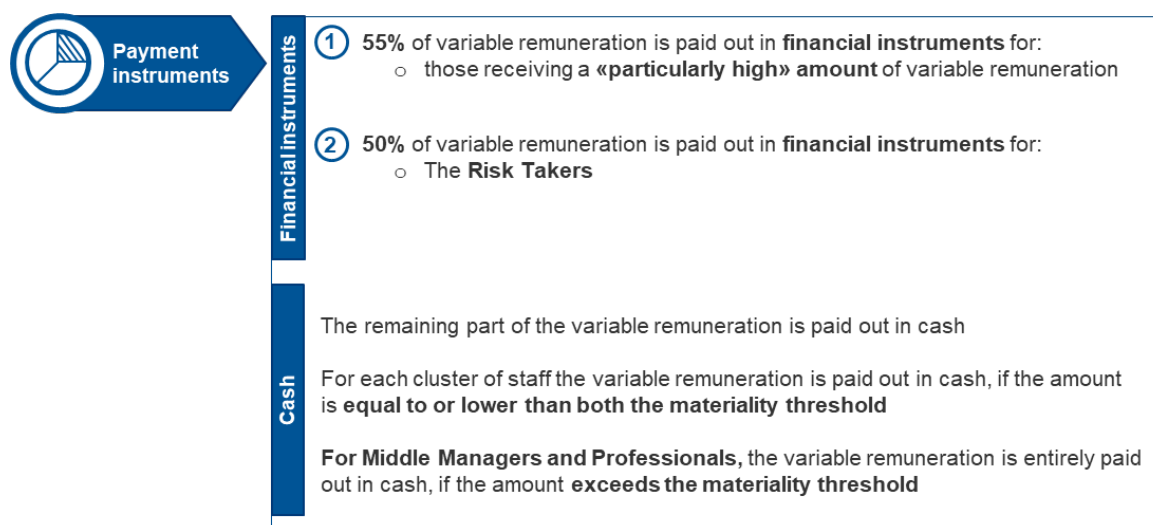 Payment
instruments
Financial instruments
1 55% of variable remuneration is paid out in financial instruments for:
o those receiving a «particularly high» amount of variable remuneration
2 50% of variable remuneration is paid out in financial instruments for:
o The Risk Takers
Cash
The remaining part of the variable remuneration is paid out in cash
For each cluster of staff the variable remuneration is paid out in cash, if the amount
is equal to or lower than both the materiality threshold
For Middle Managers and Professionals, the variable remuneration is entirely paid
out in cash, if the amount exceeds the materiality threshold